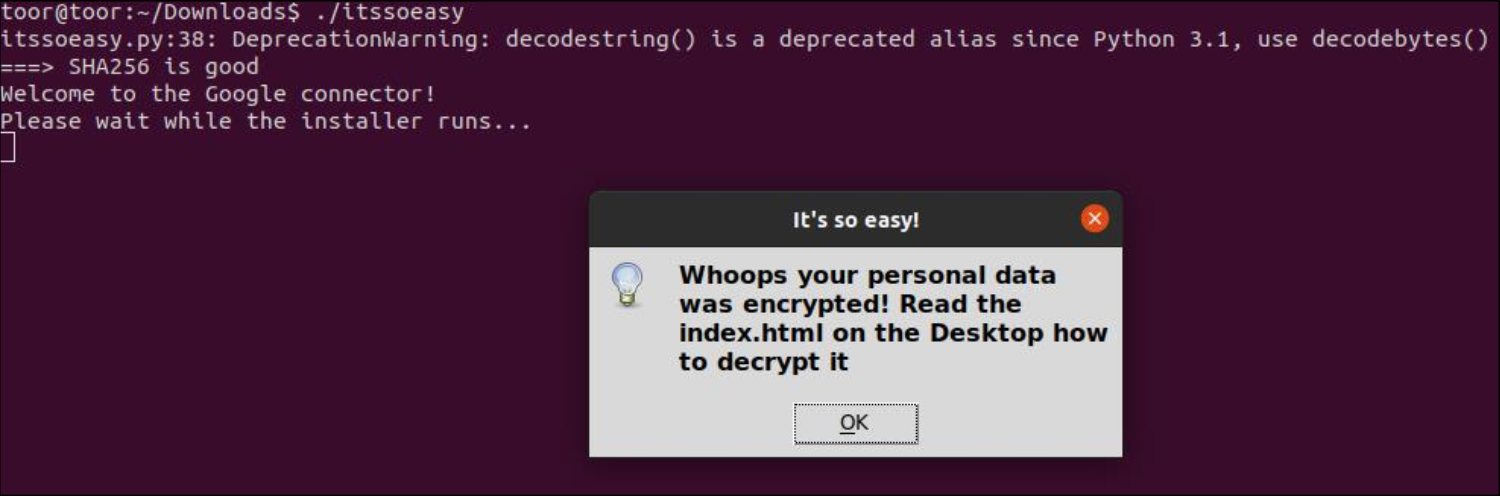 toor@toor:~/Downloads$ ./itssoeasy
itssoeasy.py:38: DeprecationWarning: decodestring() is a deprecated alias since Python 3.1, use decodebytes()
===> SHA256 is good
Welcome to the Google connector!
Please wait while the installer runs...
It's so easy!
Whoops your personal data
was encrypted! Read the
index.html on the Desktop how
to decrypt it
OK